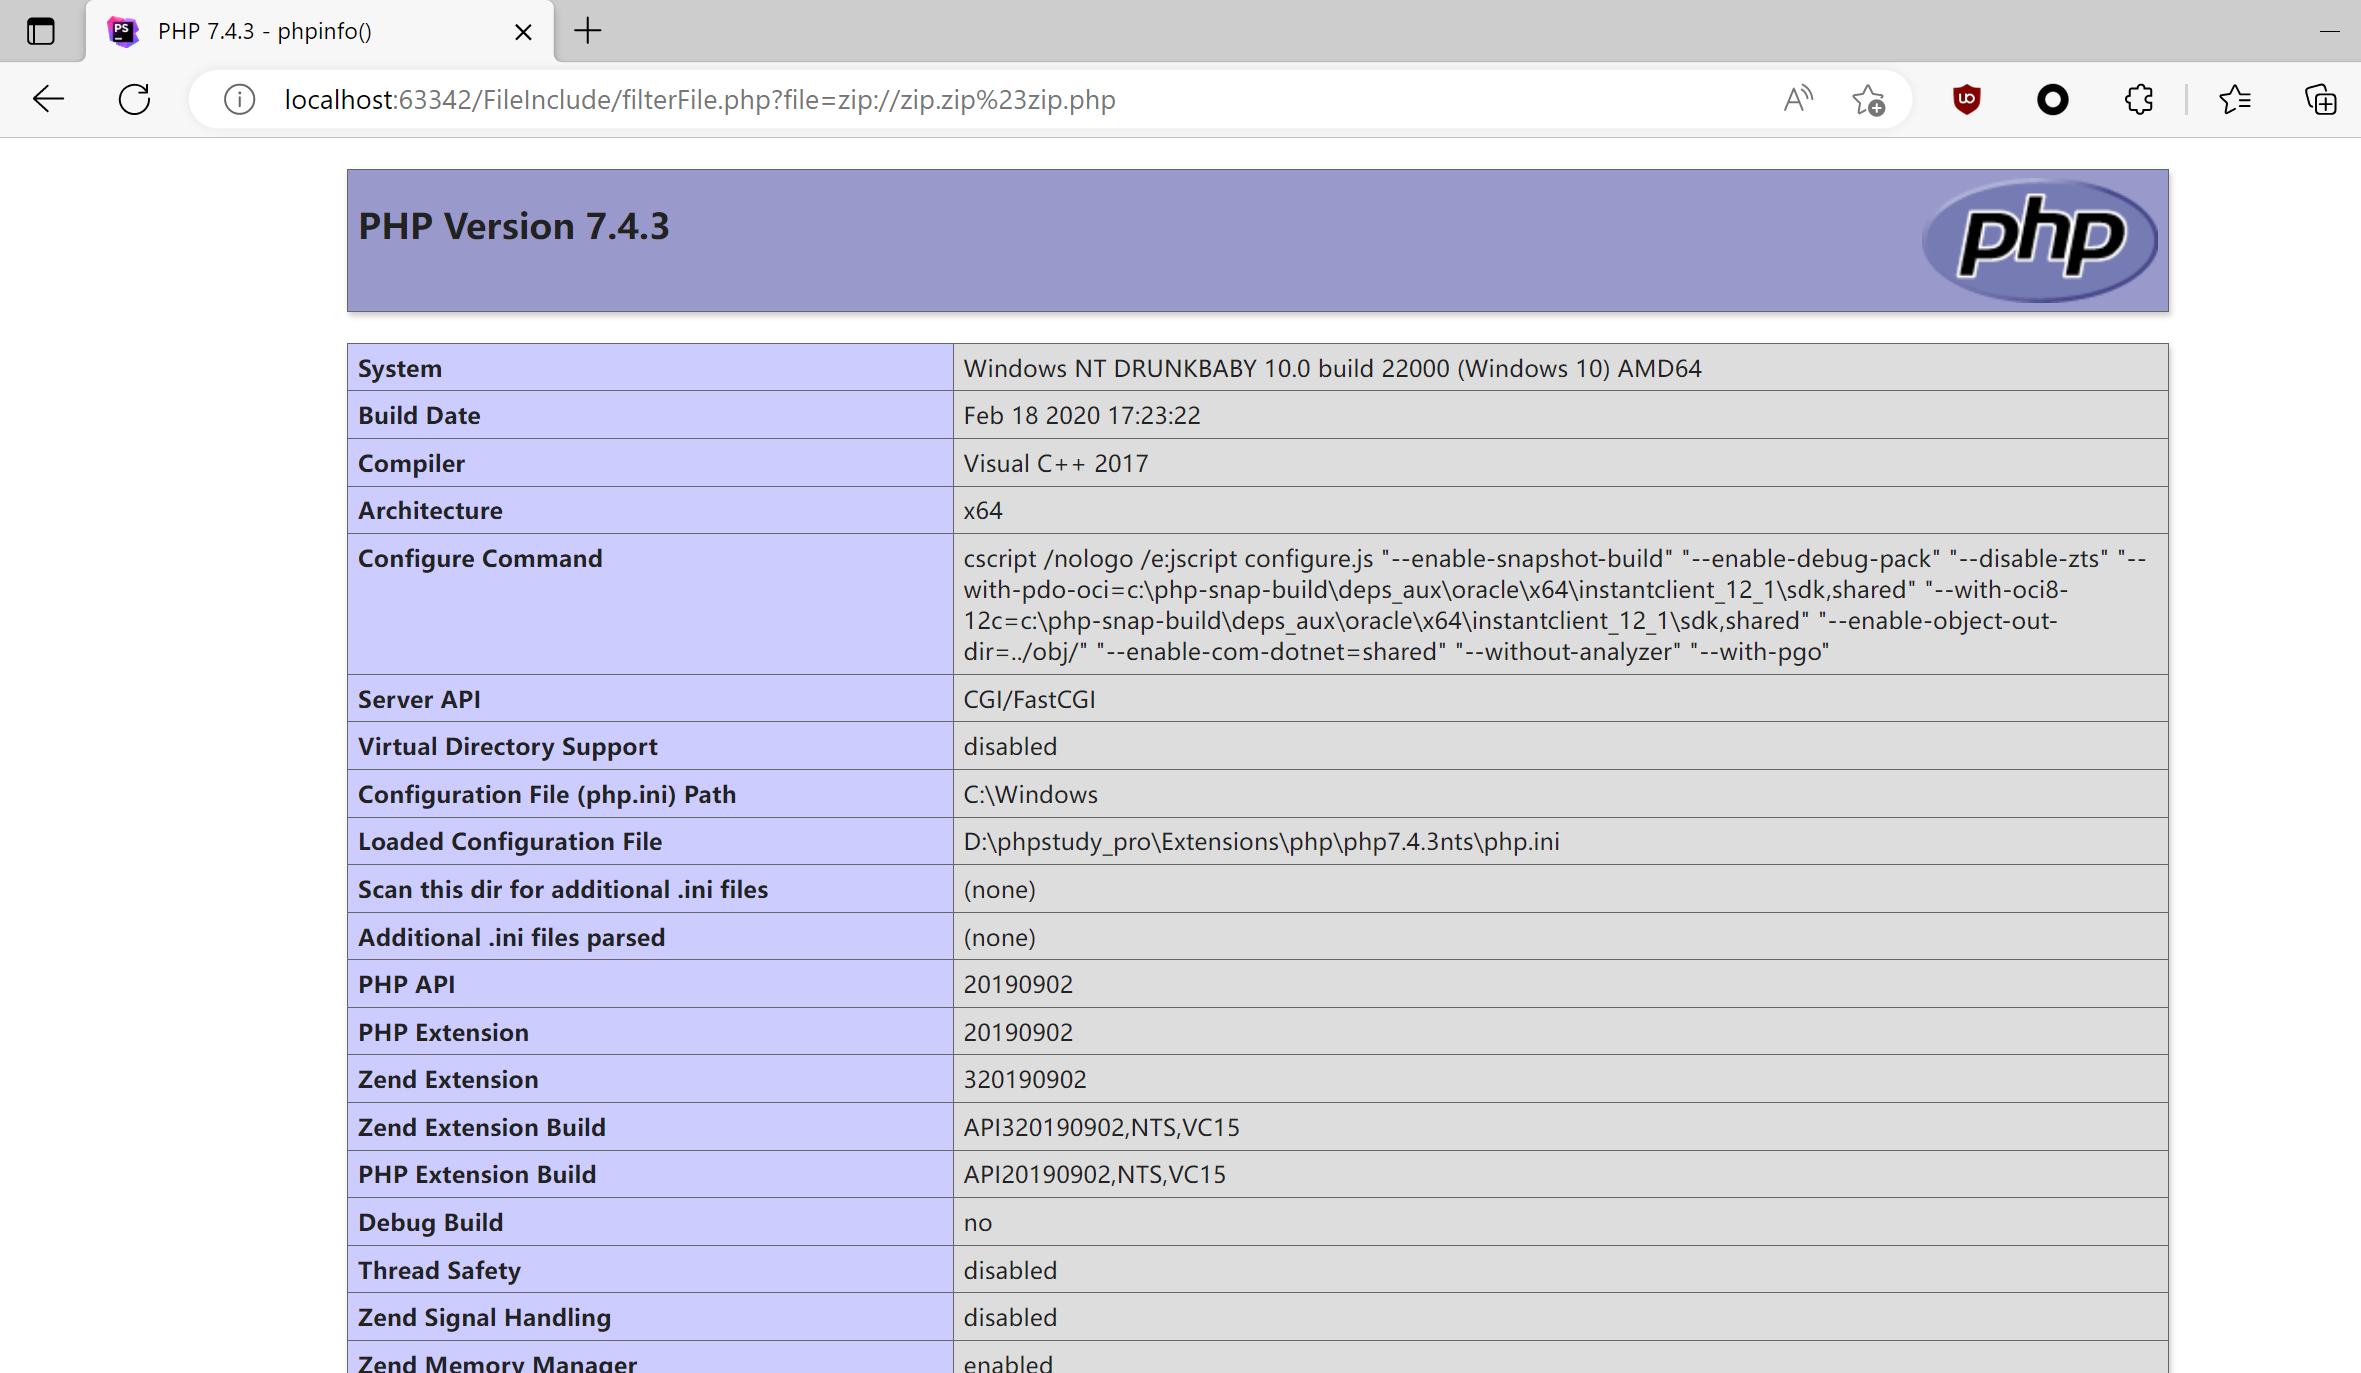 PHP 7.4.3 - phpinfo()
localhost:63342/FileInclude/filterFile.php?file=zip://zip.zip%23zip.php
PHP Version 7.4.3
php
System Windows NT DRUNKBABY 10.0 build 22000 (Windows 10) AMD64
Build Date Feb 18 2020 17:23:22
Compiler Visual C++ 2017
Architecture x64
Configure Command cscript /nologo /e:jscript configure.js "--enable-snapshot-build" "--enable-debug-pack" "--disable-zts" "--
with-pdo-oci=c:\php-snap-build\deps_aux\oracle\x64\instantclient_12_1\sdk,shared" "--with-oci8-
12c=c:\php-snap-build\deps_aux\oracle\x64\instantclient_12_1\sdk,shared" "--enable-object-out-
dir=../obj/" "--enable-com-dotnet=shared" "--without-analyzer" "--with-pgo"
Server API CGI/FastCGI
Virtual Directory Support disabled
Configuration File (php.ini) Path C:\Windows
Loaded Configuration File D:\phpstudy_pro\Extensions\php\php7.4.3nts\php.ini
Scan this dir for additional .ini files (none)
Additional .ini files parsed (none)
PHP API 20190902
PHP Extension 20190902
Zend Extension 320190902
Zend Extension Build API320190902,NTS,VC15
PHP Extension Build API20190902,NTS,VC15
Debug Build no
Thread Safety disabled
Zend Signal Handling disabled
Zend Memory Manager enabled